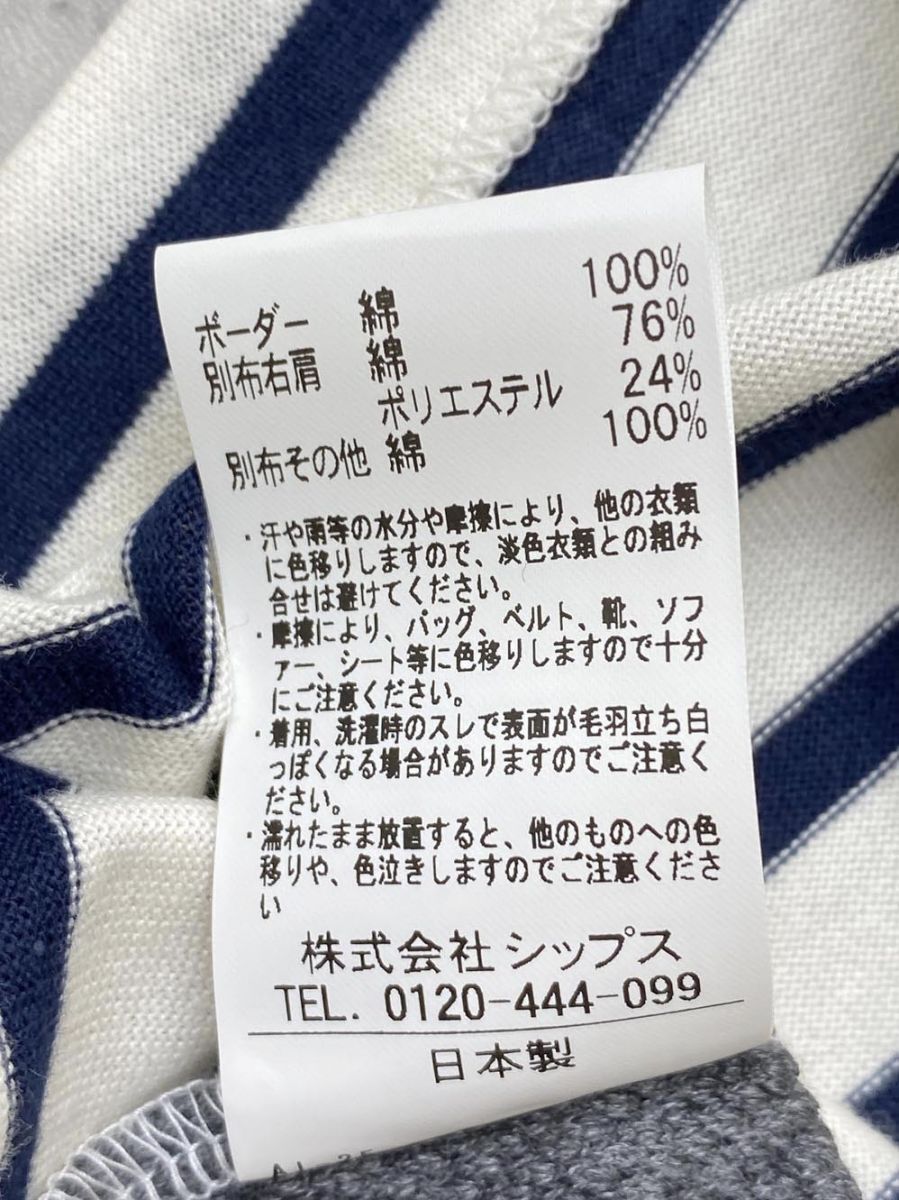 ボーダー 綿 100%
別布右肩 綿 76%
ポリエステル 24%
別布その他 綿 100%
・汗や雨等の水分や摩擦により、他の衣類
に色移りしますので、淡色衣類との組み
合せは避けてください。
・摩擦により、バッグ、ベルト、靴、ソフ
ァー、シート等に色移りしますので十分
にご注意ください。
・着用、洗濯時のスレで表面が毛羽立ち白
っぽくなる場合がありますのでご注意く
ださい。
・濡れたまま放置すると、他のものへの色
移りや、色泣きしますのでご注意くださ
い
株式会社シップス
TEL. 0120-444-099
日本製